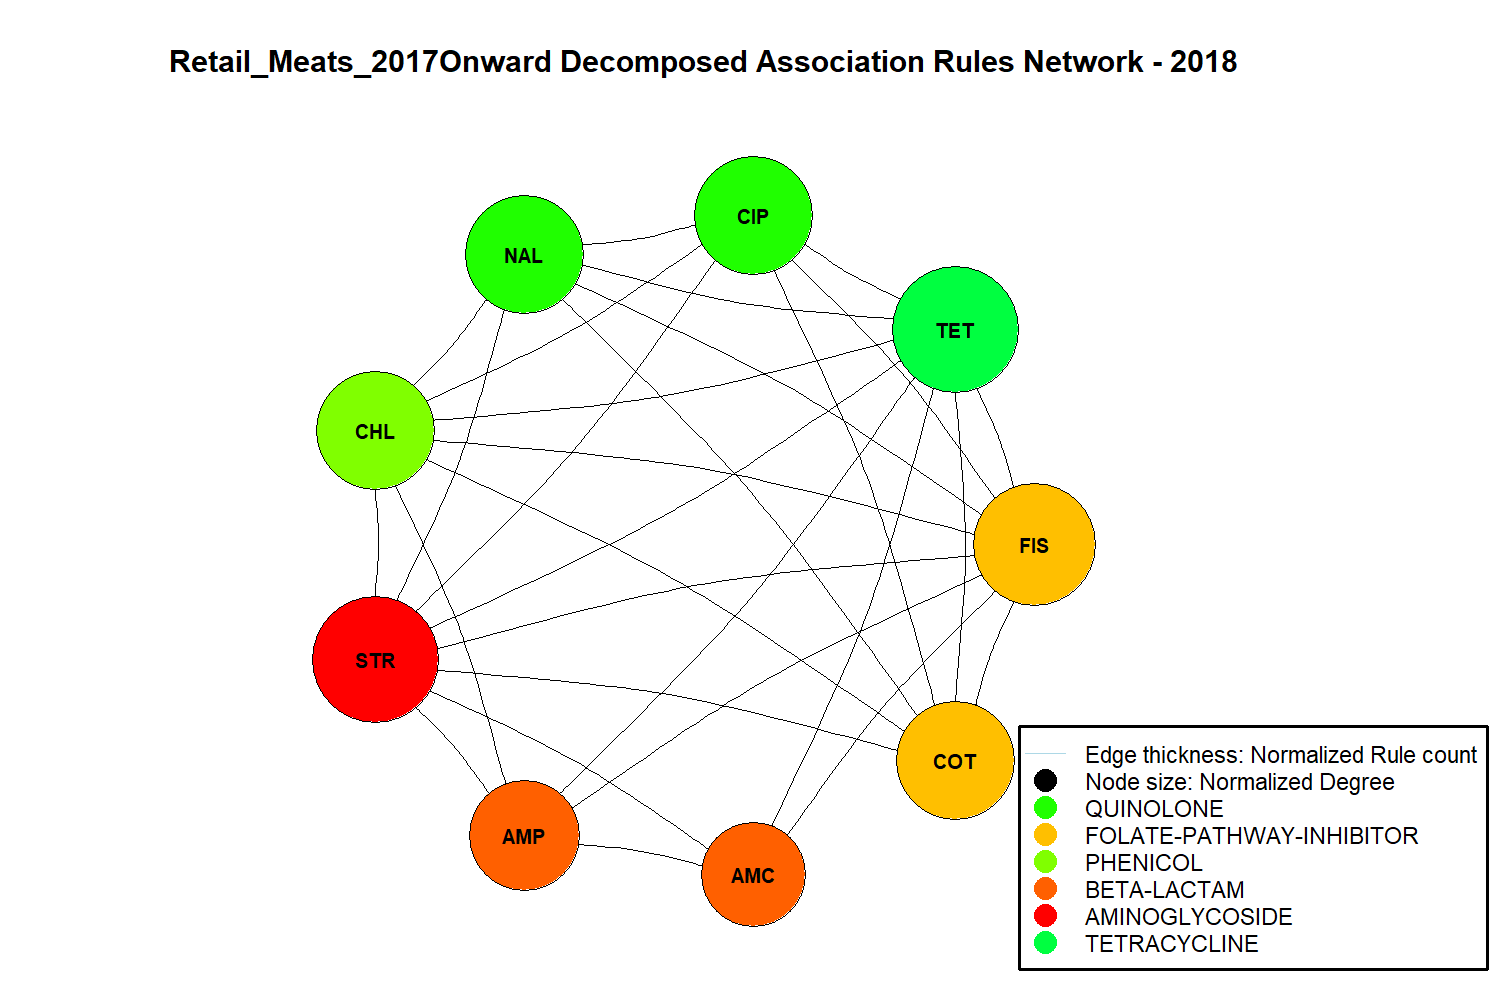 Retail_Meats_2017Onward Decomposed Association Rules Network - 2018
CIP
NAL
TET
CHL
FIS
STR
COT
AMP
AMC
Edge thickness: Normalized Rule count
Node size: Normalized Degree
QUINOLONE
FOLATE-PATHWAY-INHIBITOR
PHENICOL
BETA-LACTAM
AMINOGLYCOSIDE
TETRACYCLINE